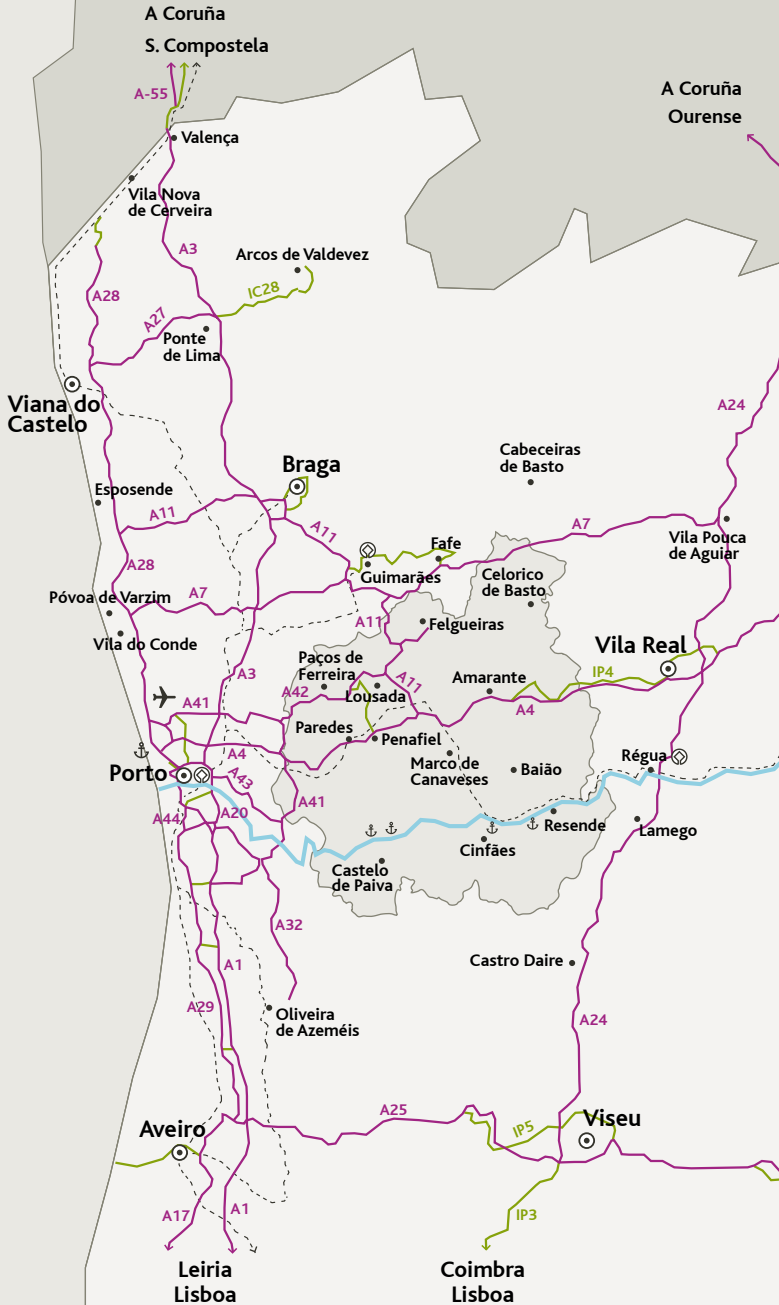 A Coruña
S. Compostela
A-55
A Coruña
Ourense
Valença
Vila Nova
de Cerveira
A3
Arcos de Valdevez
IC28
A28
A27
Ponte
de Lima
Viana do
Castelo
A24
Braga
Cabeceiras
de Basto
Esposende
A11
A11
A7
Fafe
Vila Pouca
de Aguiar
A28
Guimarães
Celorico
de Basto
Póvoa de Varzim
A7
A11
Felgueiras
Vila do Conde
Vila Real
A3
Paços de
Ferreira
A42
Lousada
A11
Amarante
IP4
A41
A4
Paredes
Penafiel
A4
Marco de
Canaveses
Baião
Régua
Porto
A43
A41
A44
A20
Resende
Lamego
Cinfães
Castelo
de Paiva
A32
Castro Daire
A1
A29
Oliveira
de Azeméis
A24
A25
Aveiro
IP5
Viseu
A17
A1
IP3
Leiria
Lisboa
Coimbra
Lisboa